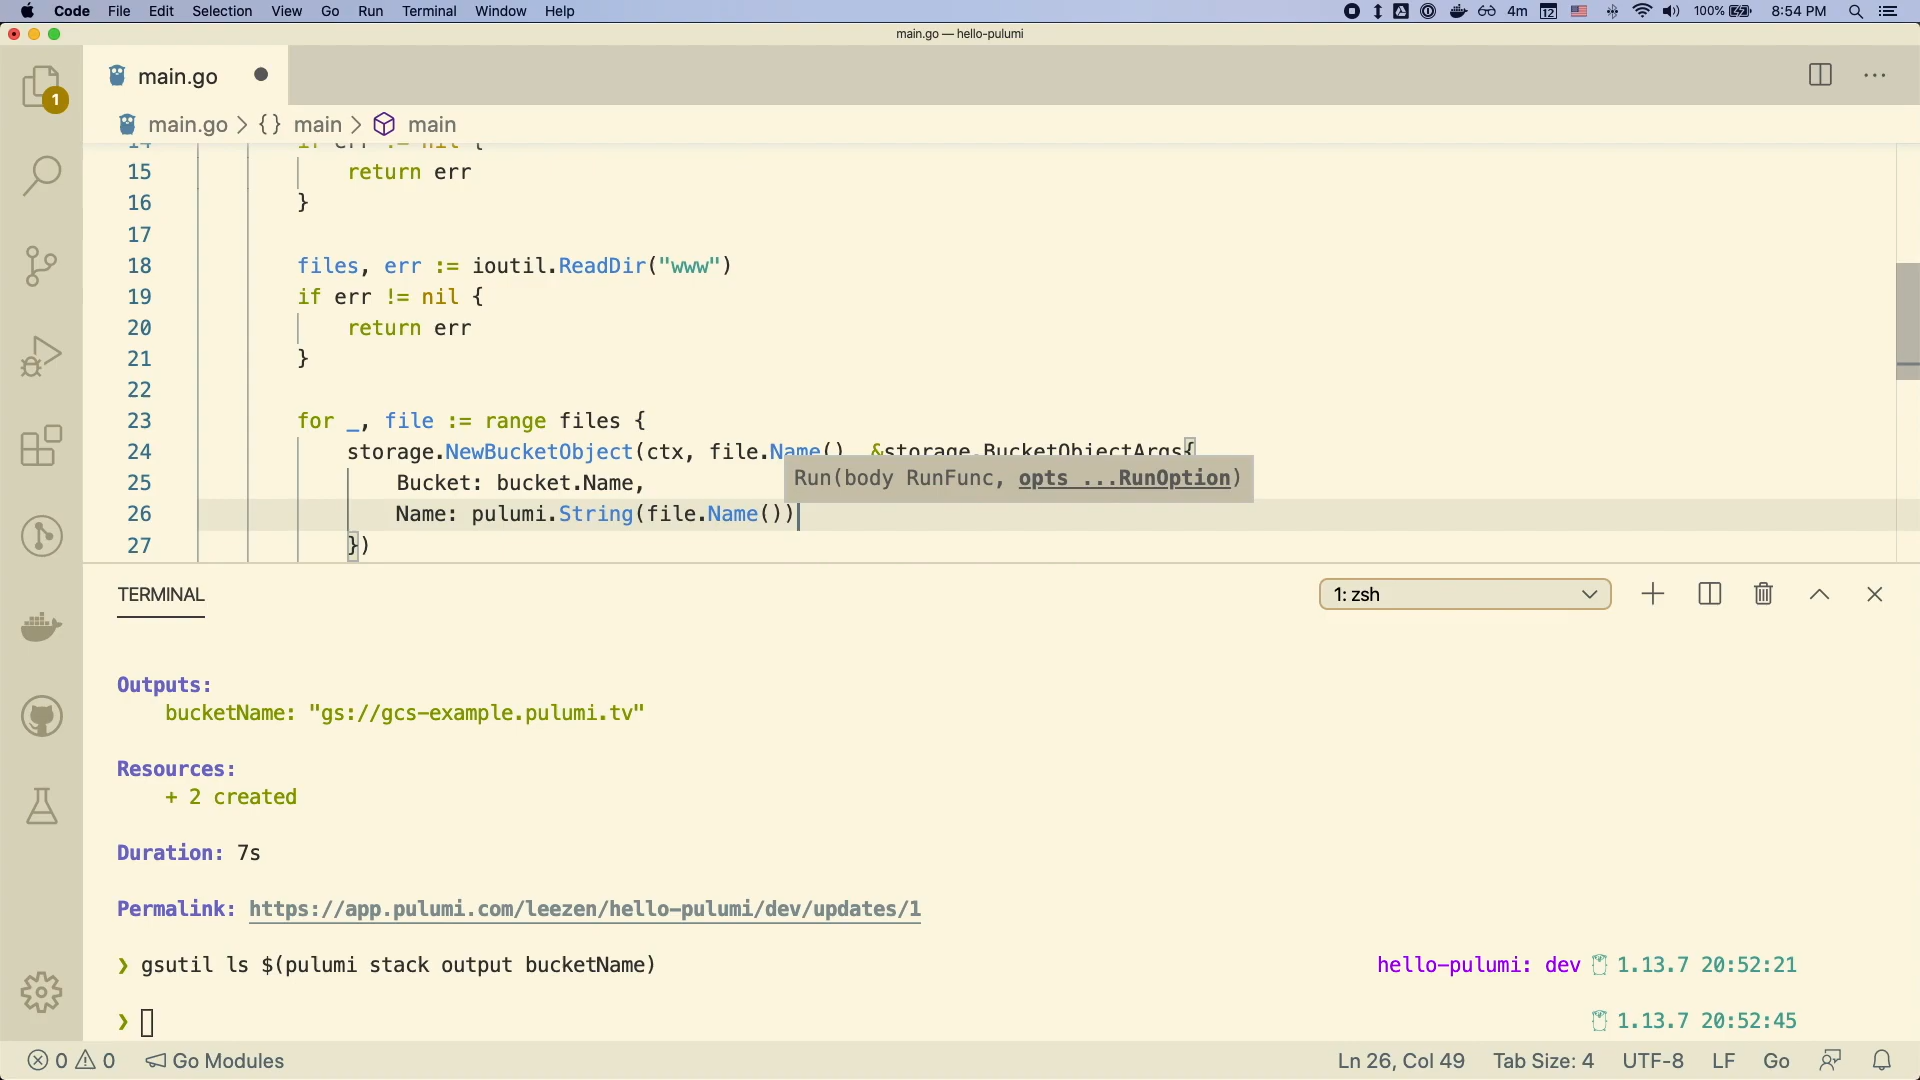 Code File Edit Selection View Go Run Terminal Window Help 4m 12 100% 8:54 PM
main.go — hello-pulumi
main.go
1
main.go > {} main > main
14 if err != nil {
15 return err
16 }
17
18 files, err := ioutil.ReadDir("www")
19 if err != nil {
20 return err
21 }
22
23 for _, file := range files {
24 storage.NewBucketObject(ctx, file.Name(), &storage.BucketObjectArgs{
Run(body RunFunc, opts ...RunOption)
25 Bucket: bucket.Name,
26 Name: pulumi.String(file.Name())
27 })
TERMINAL 1: zsh
Outputs:
bucketName: "gs://gcs-example.pulumi.tv"
Resources:
+ 2 created
Duration: 7s
Permalink: https://app.pulumi.com/leezen/hello-pulumi/dev/updates/1
❯ gsutil ls $(pulumi stack output bucketName) hello-pulumi: dev 1.13.7 20:52:21
❯ 1.13.7 20:52:45
0 0 Go Modules Ln 26, Col 49 Tab Size: 4 UTF-8 LF Go